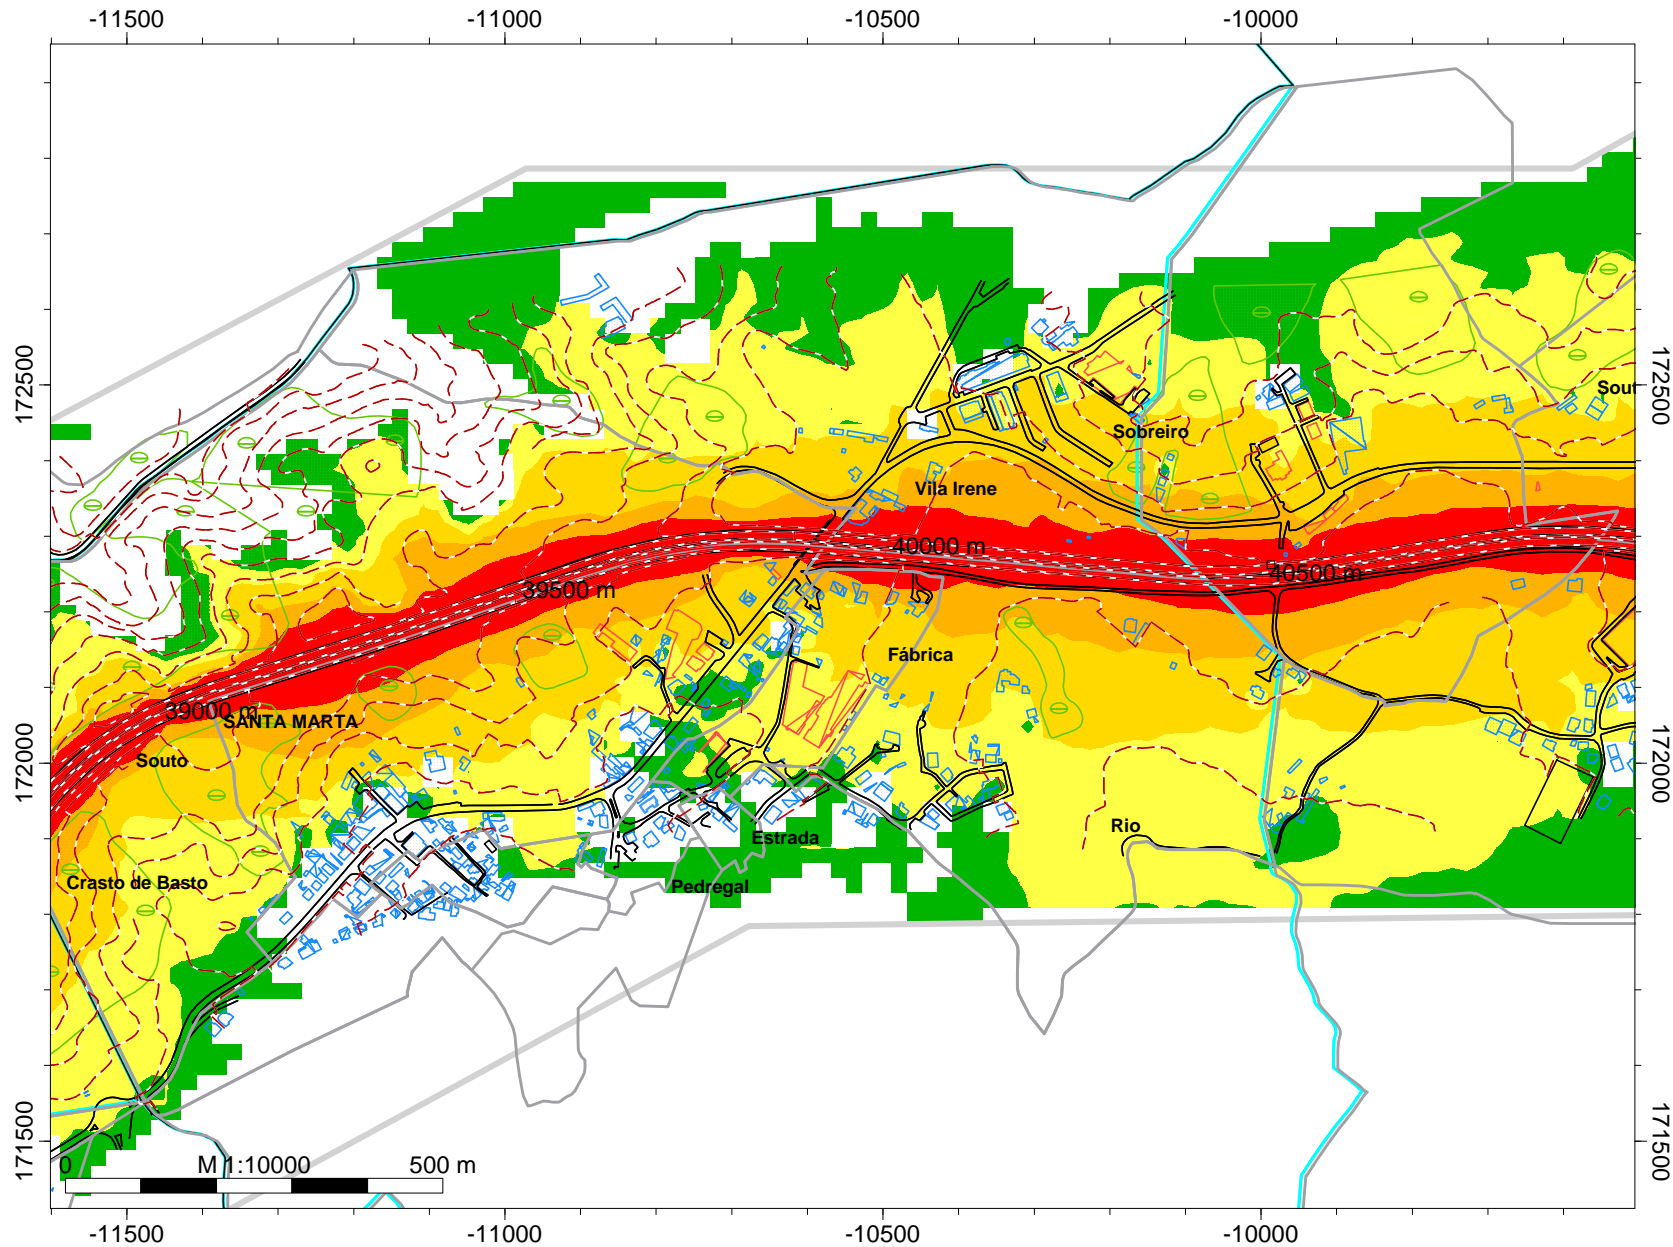 -11500
-11000
-10500
-10000
172500
172500
Sout
Sobreiro
Vila Irene
40000 m
40500 m
39500 m
Fábrica
39000 m
SANTA MARTA
Souto
172000
172000
Rio
Estrada
Crasto de Basto
Pedregal
171500
171500
0 M 1:10000 500 m
-11500
-11000
-10500
-10000